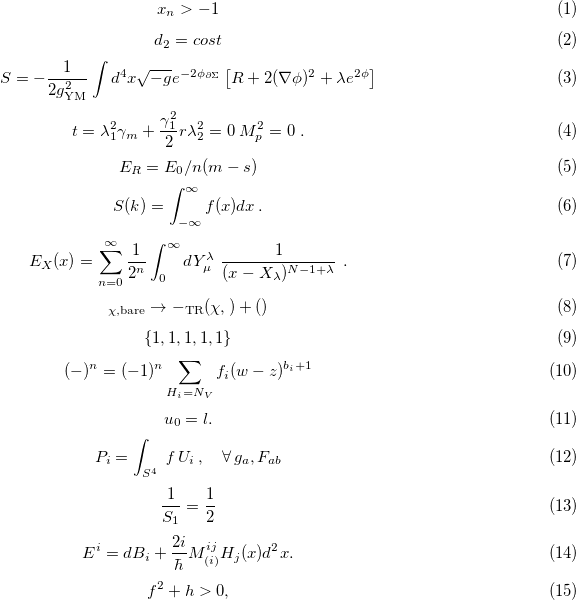 $x_n > -1$ (1)
$d_2 = cost$ (2)
$S = -\frac{1}{2g_{\mathrm{YM}}^2} \int d^4x \sqrt{-g} e^{-2\phi_{\partial\Sigma}} \left[ R + 2(\nabla\phi)^2 + \lambda e^{2\phi} \right]$ (3)
$t = \lambda_1^2 \gamma_m + \frac{\gamma_1^2}{2} r \lambda_2^2 = 0 \, M_p^2 = 0 \; .$ (4)
$E_R = E_0/n(m-s)$ (5)
$S(k) = \int_{-\infty}^{\infty} f(x) dx \, .$ (6)
$E_X(x) = \sum_{n=0}^{\infty} \frac{1}{2^n} \int_0^{\infty} dY_\mu^\lambda \; \frac{1}{(x - X_\lambda)^{N-1+\lambda}} \; .$ (7)
${}_{\chi,\mathrm{bare}} \to -_{\mathrm{TR}}(\chi, ) + ()$ (8)
$\{1, 1, 1, 1, 1\}$ (9)
$(-)^n = (-1)^n \sum_{H_i = N_V} f_i (w - z)^{b_i + 1}$ (10)
$u_0 = l.$ (11)
$P_i = \int_{S^4} f \, U_i \, , \quad \forall \, g_a, F_{ab}$ (12)
$\frac{1}{S_1} = \frac{1}{2}$ (13)
$E^i = dB_i + \frac{2i}{h} M_{(i)}^{ij} H_j(x) d^2 x.$ (14)
$f^2 + h > 0,$ (15)